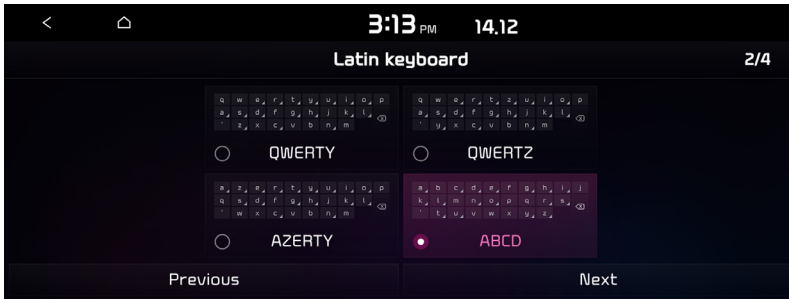 3:13 PM 14.12
Latin keyboard 2/4
q w e r t y u i o p
a s d f g h j k l
' z x c v b n m
QWERTY
q w e r t z u i o p
a s d f g h j k l
' y x c v b n m
QWERTZ
a z e r t y u i o p
q s d f g h j k l
' w x c v b n m
AZERTY
a b c d e f g h i j
k l m n o p q r s
' t u v w x y z
ABCD
Previous Next